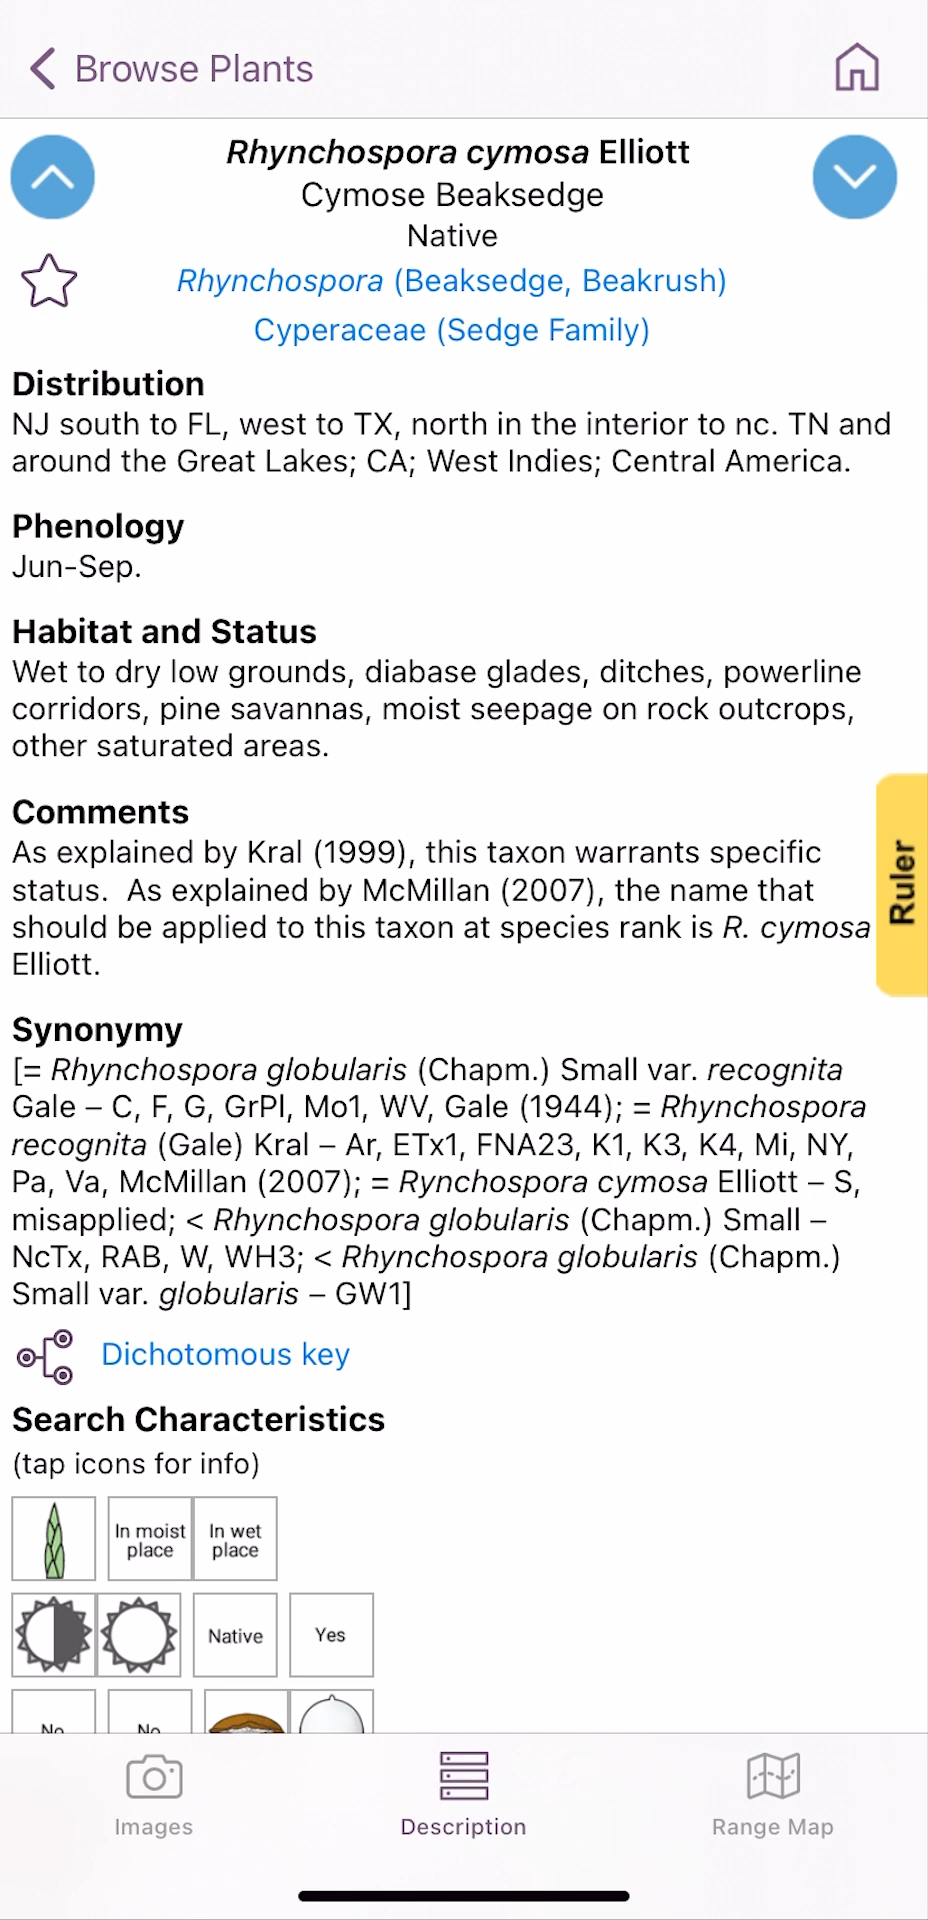 Browse Plants
Rhynchospora cymosa Elliott
Cymose Beaksedge
Native
Rhynchospora (Beaksedge, Beakrush)
Cyperaceae (Sedge Family)
Distribution
NJ south to FL, west to TX, north in the interior to nc. TN and
around the Great Lakes; CA; West Indies; Central America.
Phenology
Jun-Sep.
Habitat and Status
Wet to dry low grounds, diabase glades, ditches, powerline
corridors, pine savannas, moist seepage on rock outcrops,
other saturated areas.
Comments
As explained by Kral (1999), this taxon warrants specific
status.  As explained by McMillan (2007), the name that
should be applied to this taxon at species rank is R. cymosa
Elliott.
Ruler
Synonymy
[= Rhynchospora globularis (Chapm.) Small var. recognita
Gale – C, F, G, GrPl, Mo1, WV, Gale (1944); = Rhynchospora
recognita (Gale) Kral – Ar, ETx1, FNA23, K1, K3, K4, Mi, NY,
Pa, Va, McMillan (2007); = Rynchospora cymosa Elliott – S,
misapplied; < Rhynchospora globularis (Chapm.) Small –
NcTx, RAB, W, WH3; < Rhynchospora globularis (Chapm.)
Small var. globularis – GW1]
Dichotomous key
Search Characteristics
(tap icons for info)
In moist place
In wet place
Native
Yes
No
No
Images
Description
Range Map